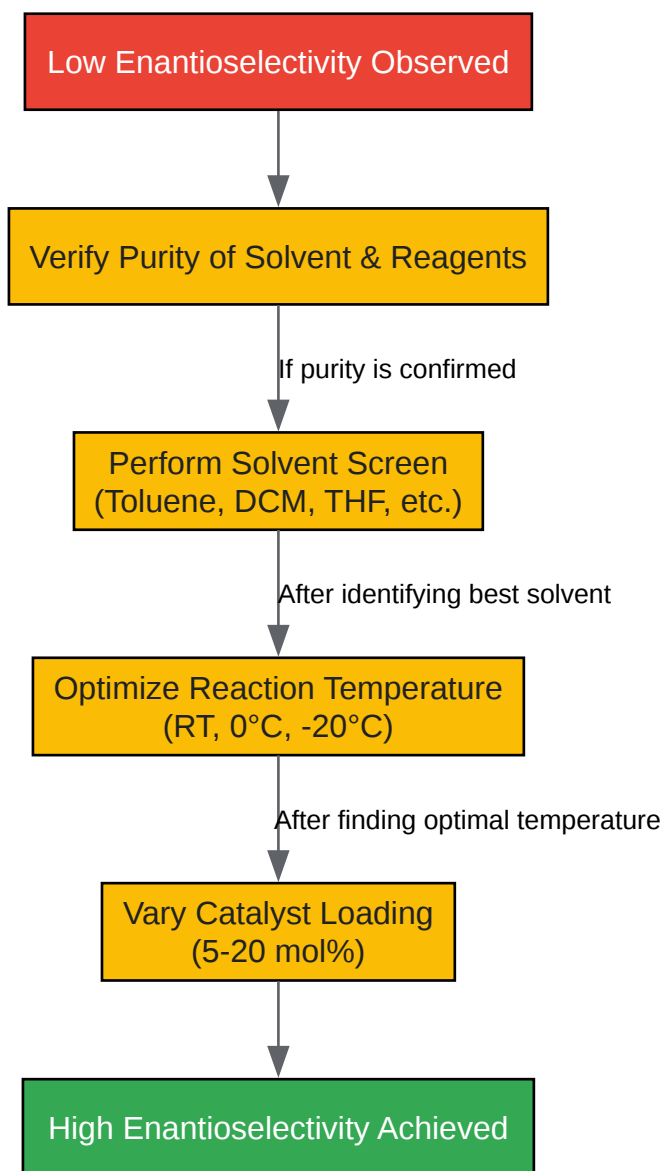 Low Enantioselectivity Observed
Verify Purity of Solvent & Reagents
If purity is confirmed
Perform Solvent Screen
(Toluene, DCM, THF, etc.)
After identifying best solvent
Optimize Reaction Temperature
(RT, 0°C, -20°C)
After finding optimal temperature
Vary Catalyst Loading
(5-20 mol%)
High Enantioselectivity Achieved